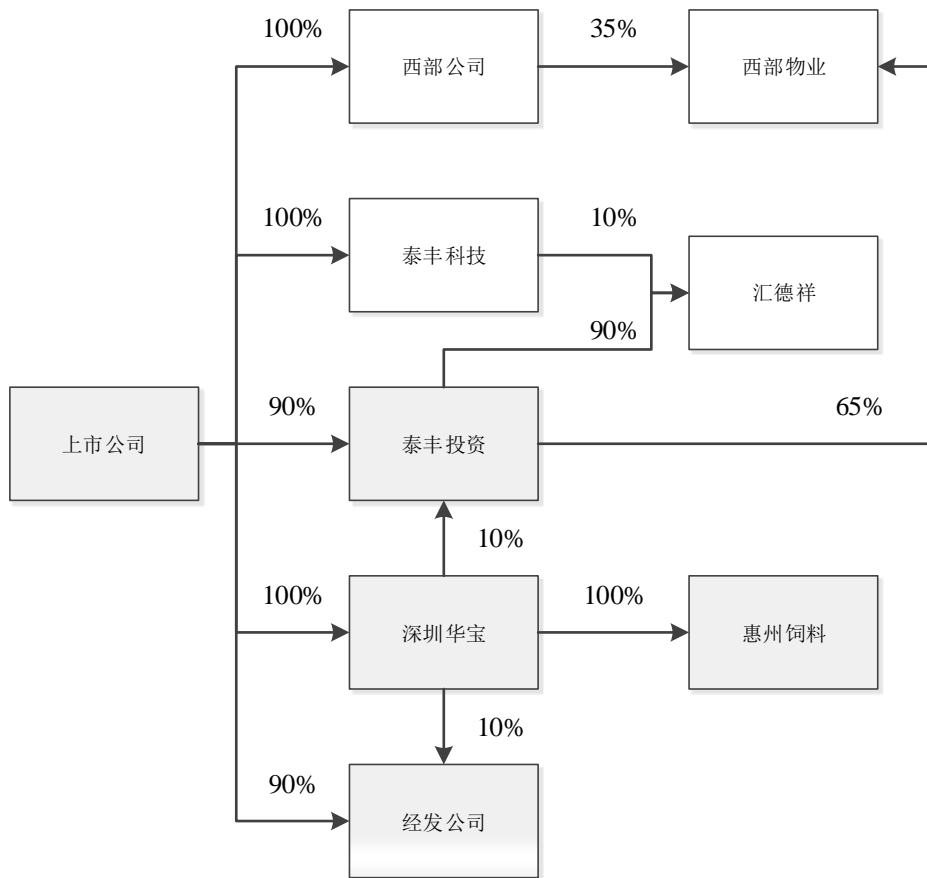 100%
35%
西部公司
西部物业
100%
10%
泰丰科技
汇德祥
90%
90%
65%
上市公司
泰丰投资
10%
100%
100%
深圳华宝
惠州饲料
10%
90%
经发公司